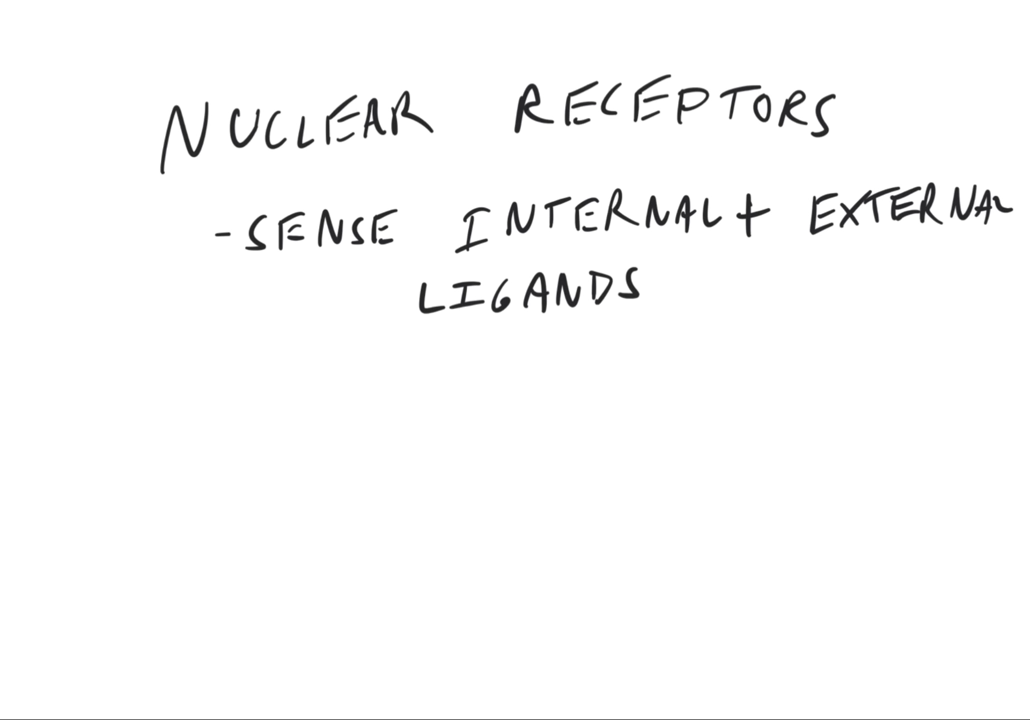 NUCLEAR RECEPTORS
-SENSE INTERNAL + EXTERNAL
LIGANDS